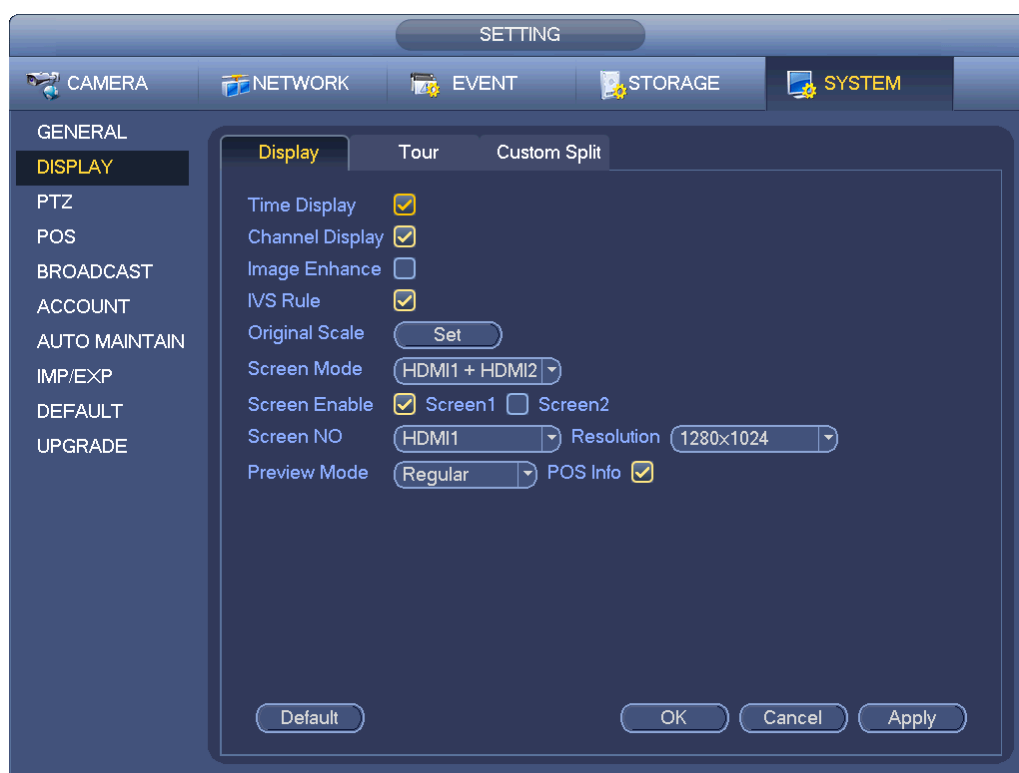 SETTING
CAMERA NETWORK EVENT STORAGE SYSTEM
GENERAL
DISPLAY
PTZ
POS
BROADCAST
ACCOUNT
AUTO MAINTAIN
IMP/EXP
DEFAULT
UPGRADE
Display Tour Custom Split
Time Display
Channel Display
Image Enhance
IVS Rule
Original Scale Set
Screen Mode HDMI1 + HDMI2
Screen Enable Screen1 Screen2
Screen NO HDMI1 Resolution 1280x1024
Preview Mode Regular POS Info
Default OK Cancel Apply